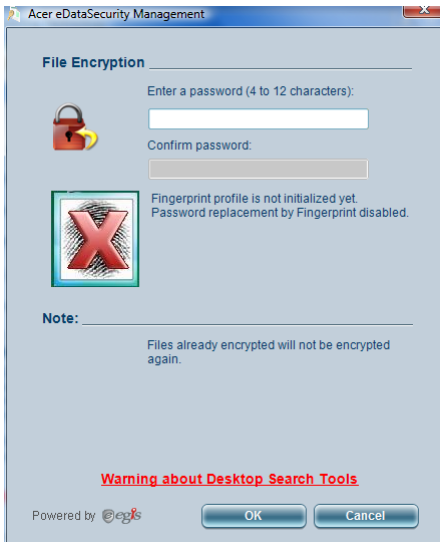 Acer eDataSecurity Management
File Encryption
Enter a password (4 to 12 characters):
Confirm password:
Fingerprint profile is not initialized yet.
Password replacement by Fingerprint disabled.
Note:
Files already encrypted will not be encrypted
again.
Warning about Desktop Search Tools
Powered by egis
OK
Cancel